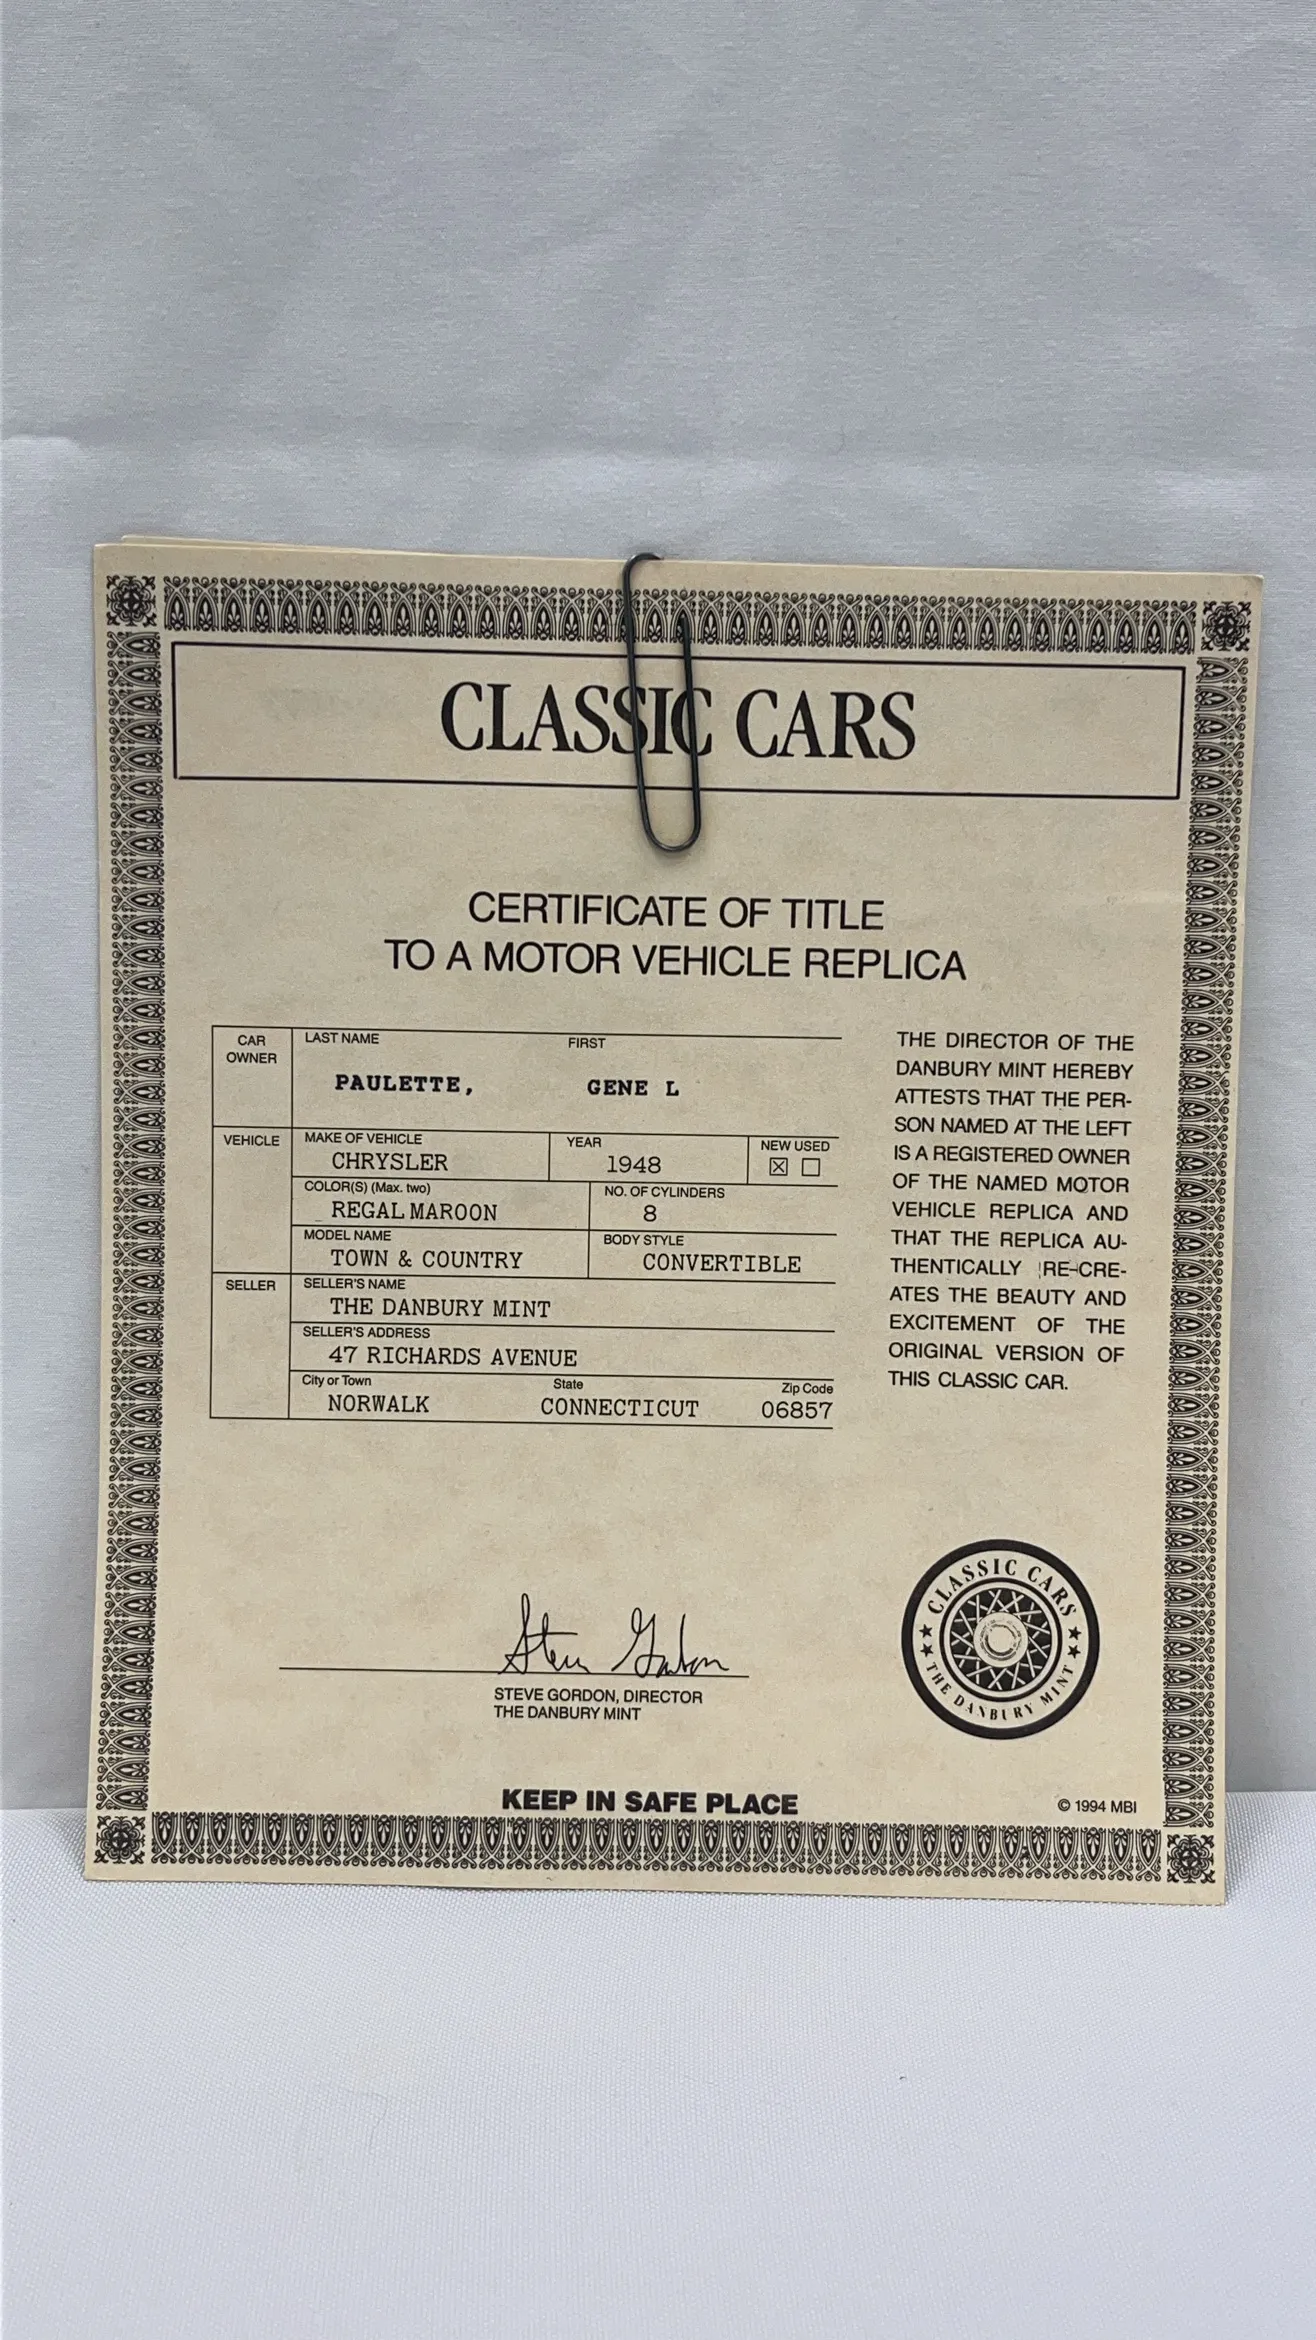 CLASSIC CARS
CERTIFICATE OF TITLE
TO A MOTOR VEHICLE REPLICA
CAR
OWNER
LAST NAME FIRST
PAULETTE, GENE L
VEHICLE
MAKE OF VEHICLE YEAR NEW USED
CHRYSLER 1948 ☒ ☐
COLOR(S) (Max. two) NO. OF CYLINDERS
REGAL MAROON 8
MODEL NAME BODY STYLE
TOWN & COUNTRY CONVERTIBLE
SELLER
SELLER'S NAME
THE DANBURY MINT
SELLER'S ADDRESS
47 RICHARDS AVENUE
City or Town State Zip Code
NORWALK CONNECTICUT 06857
THE DIRECTOR OF THE
DANBURY MINT HEREBY
ATTESTS THAT THE PER-
SON NAMED AT THE LEFT
IS A REGISTERED OWNER
OF THE NAMED MOTOR
VEHICLE REPLICA AND
THAT THE REPLICA AU-
THENTICALLY RE-CRE-
ATES THE BEAUTY AND
EXCITEMENT OF THE
ORIGINAL VERSION OF
THIS CLASSIC CAR.
Steve Gordon
STEVE GORDON, DIRECTOR
THE DANBURY MINT
CLASSIC CARS
★★ ★★
THE DANBURY MINT
KEEP IN SAFE PLACE
© 1994 MBI